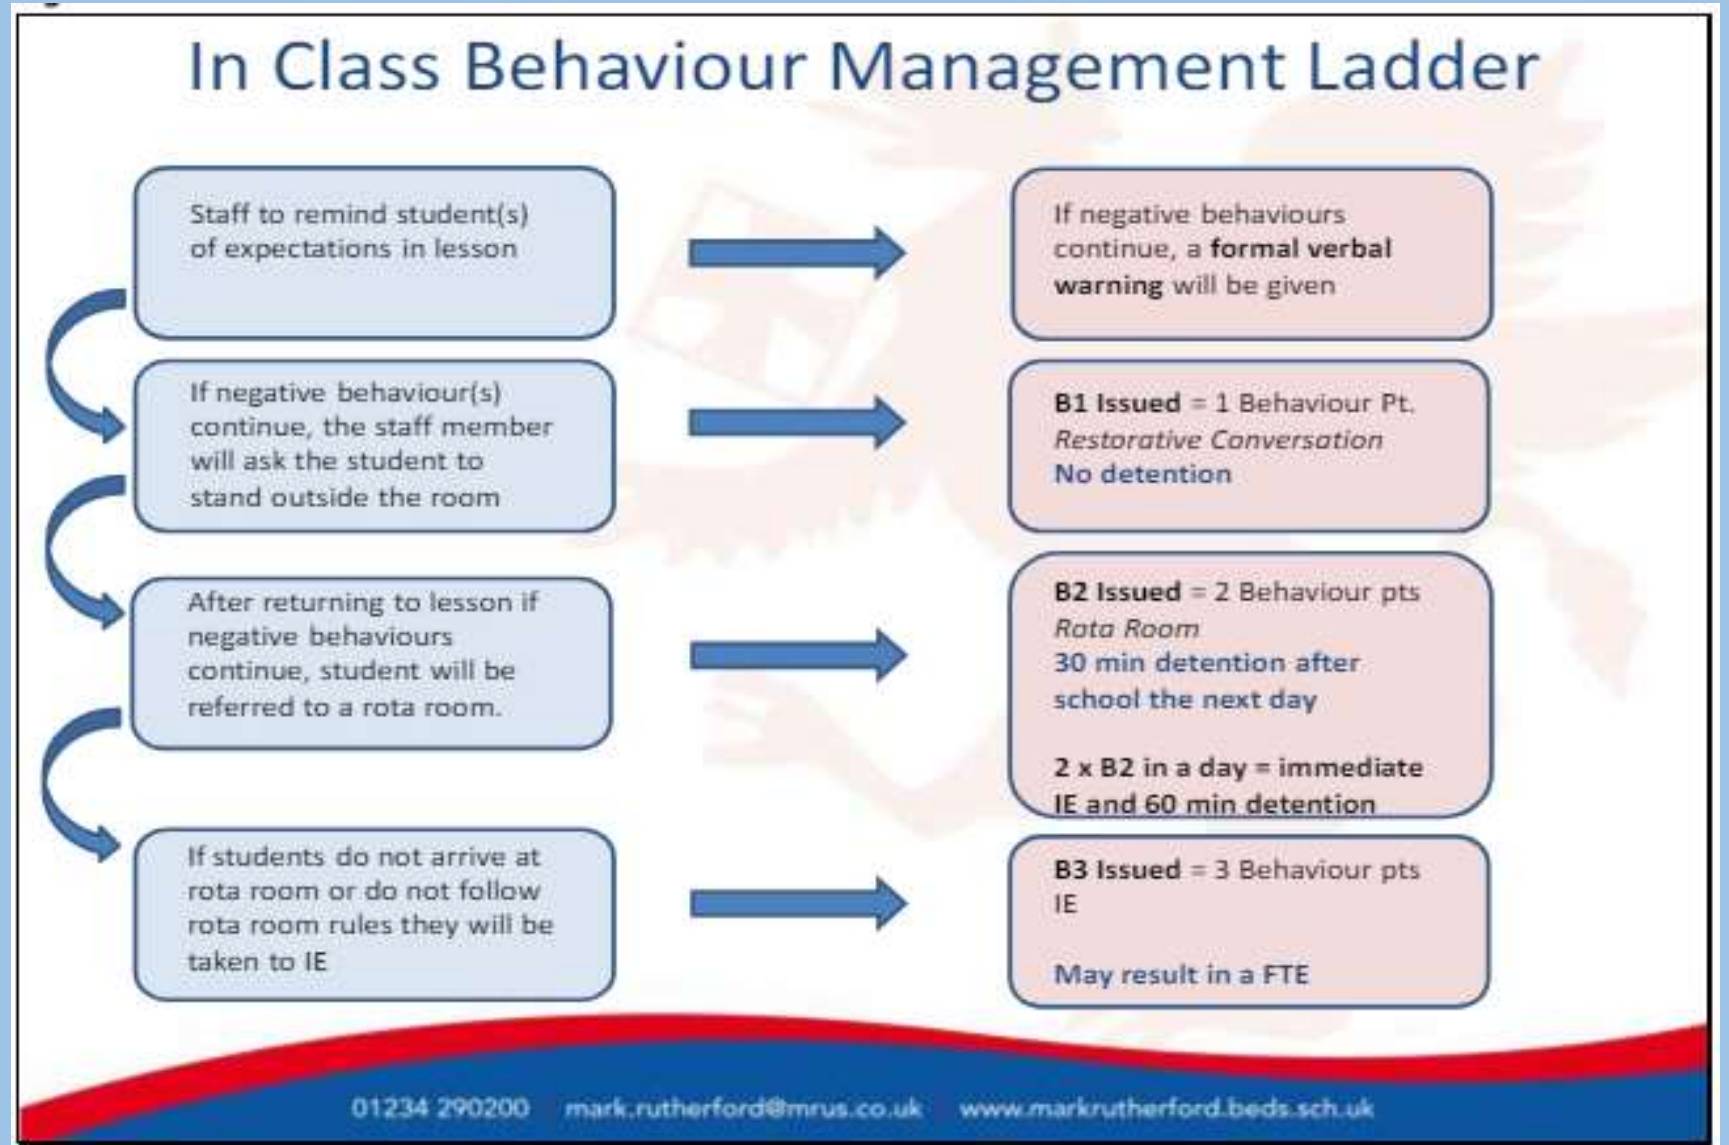 In Class Behaviour Management Ladder
Staff to remind student(s)
of expectations in lesson
If negative behaviours
continue, a formal verbal
warning will be given
If negative behaviour(s)
continue, the staff member
will ask the student to
stand outside the room
B1 Issued = 1 Behaviour Pt.
Restorative Conversation
No detention
After returning to lesson if
negative behaviours
continue, student will be
referred to a rota room.
B2 Issued = 2 Behaviour pts
Rota Room
30 min detention after
school the next day
2 x B2 in a day = immediate
IE and 60 min detention
If students do not arrive at
rota room or do not follow
rota room rules they will be
taken to IE
B3 Issued = 3 Behaviour pts
IE
May result in a FTE
01234 290200 mark.rutherford@mrus.co.uk www.markrutherford.beds.sch.uk